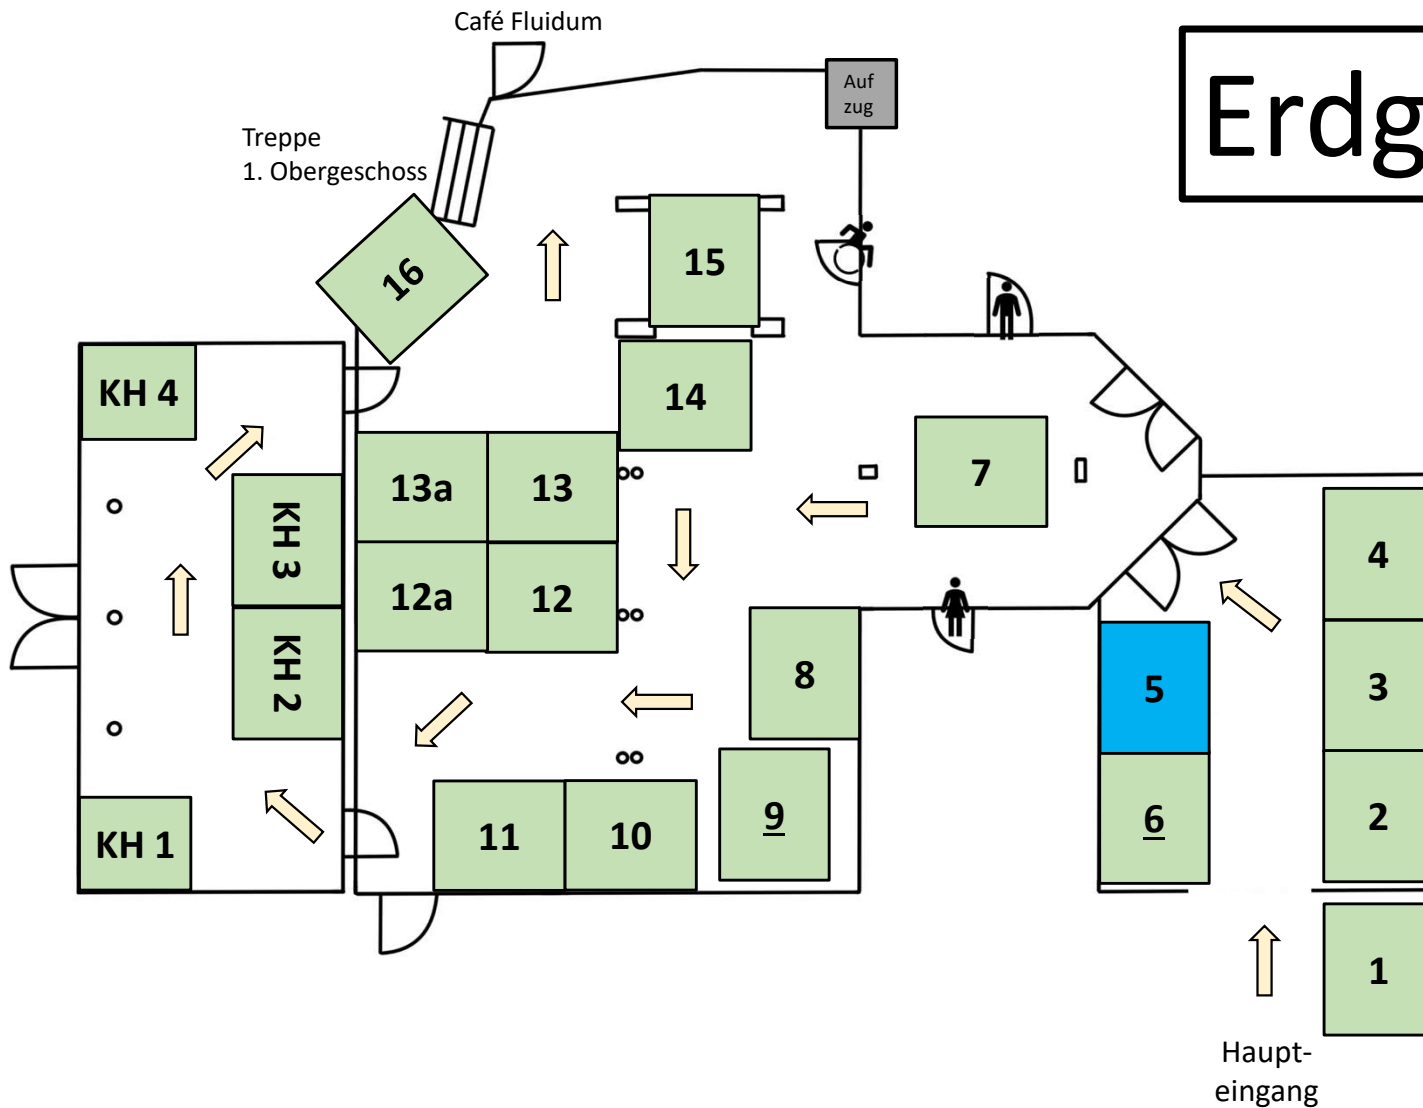 Café Fluidum
Auf
zug
Erdg
Treppe
1. Obergeschoss
15
16
14
KH 4
7
13a
13
4
KH 3
12a
12
8
5
3
KH 2
9
6
2
KH 1
11
10
1
Haupt-
eingang